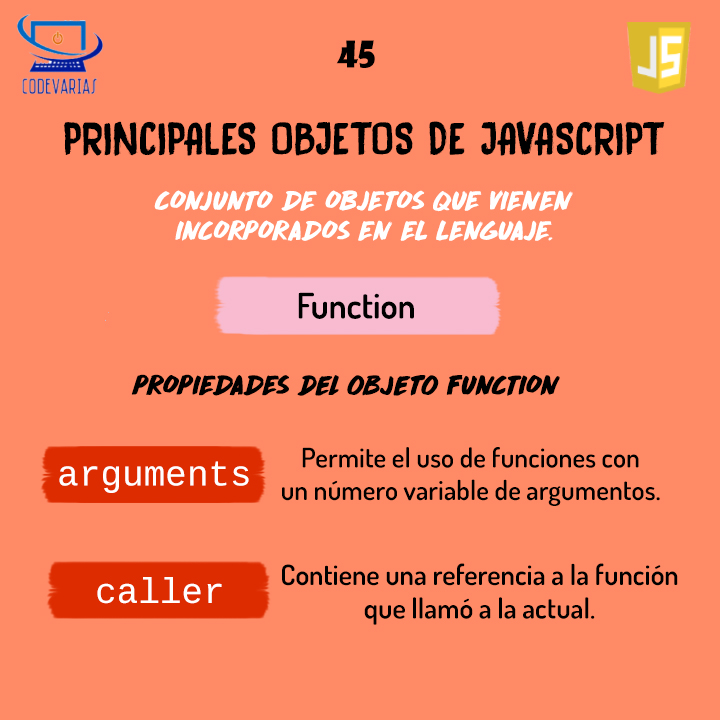 CODEVARIAS
45
JS
PRINCIPALES OBJETOS DE JAVASCRIPT
CONJUNTO DE OBJETOS QUE VIENEN
INCORPORADOS EN EL LENGUAJE.
Function
PROPIEDADES DEL OBJETO FUNCTION
arguments
Permite el uso de funciones con
un número variable de argumentos.
caller
Contiene una referencia a la función
que llamó a la actual.